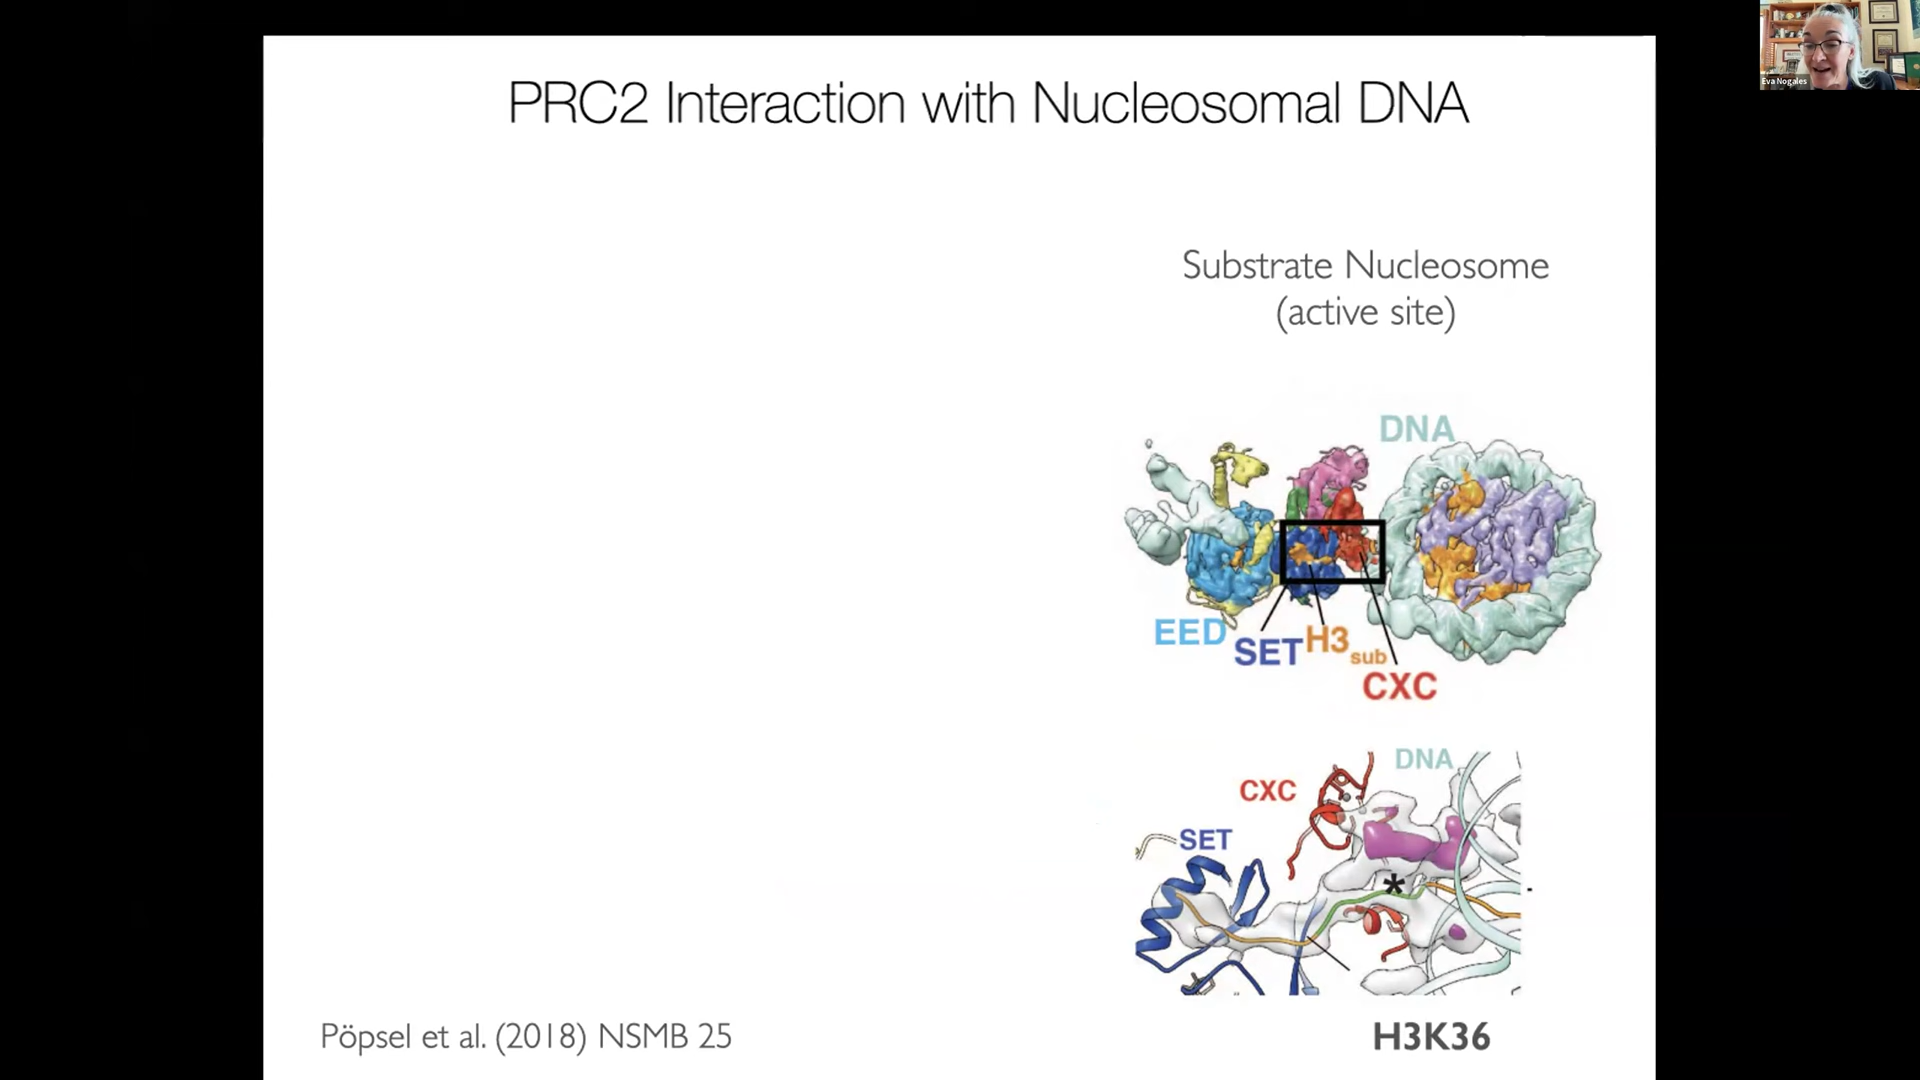 Eva Nogales
PRC2 Interaction with Nucleosomal DNA
Substrate Nucleosome
(active site)
DNA
EED
SET
H3
sub
CXC
DNA
CXC
SET
*
Pöpsel et al. (2018) NSMB 25
H3K36